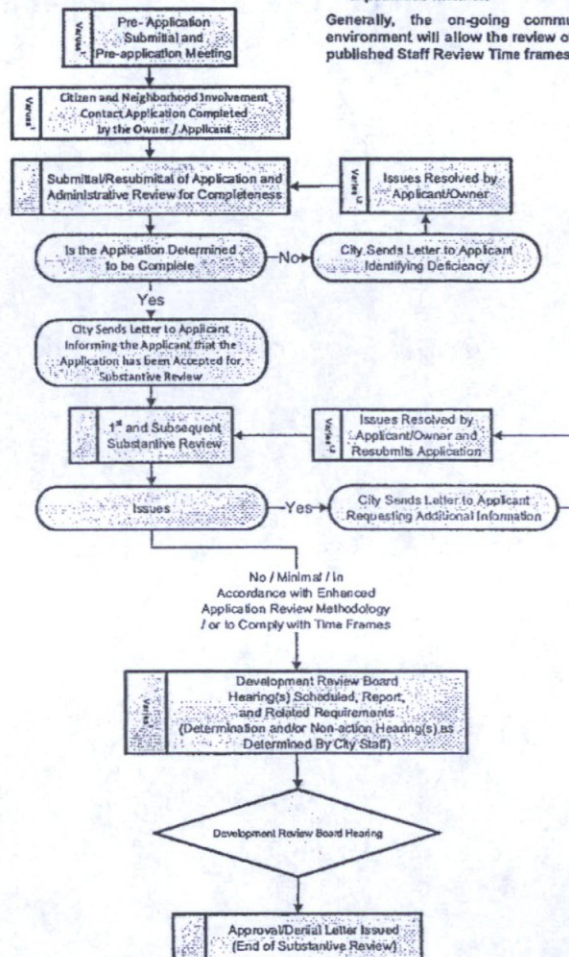 Pre- Application
Submittal and
Pre-application Meeting
Varies¹
Generally, the on-going commu
environment will allow the review o
published Staff Review Time frames
Citizen and Neighborhood Involvement
Contact Application Completed
by the Owner / Applicant
Varies¹
Submittal/Resubmittal of Application and
Administrative Review for Completeness
Issues Resolved by
Applicant/Owner
Varies
Is the Application Determined
to be Complete
No
City Sends Letter to Applicant
Identifying Deficiency
Yes
City Sends Letter to Applicant
Informing the Applicant that the
Application has been Accepted for
Substantive Review
1st and Subsequent
Substantive Review
Issues Resolved by
Applicant/Owner and
Resubmits Application
Varies
Issues
Yes
City Sends Letter to Applicant
Requesting Additional Information
No / Minimal / In
Accordance with Enhanced
Application Review Methodology
/ or to Comply with Time Frames
Development Review Board
Hearing(s) Scheduled, Report,
and Related Requirements
(Determination and/or Non-action Hearing(s) as
Determined By City Staff)
Varies
Development Review Board Hearing
Approval/Denial Letter Issued
(End of Substantive Review)